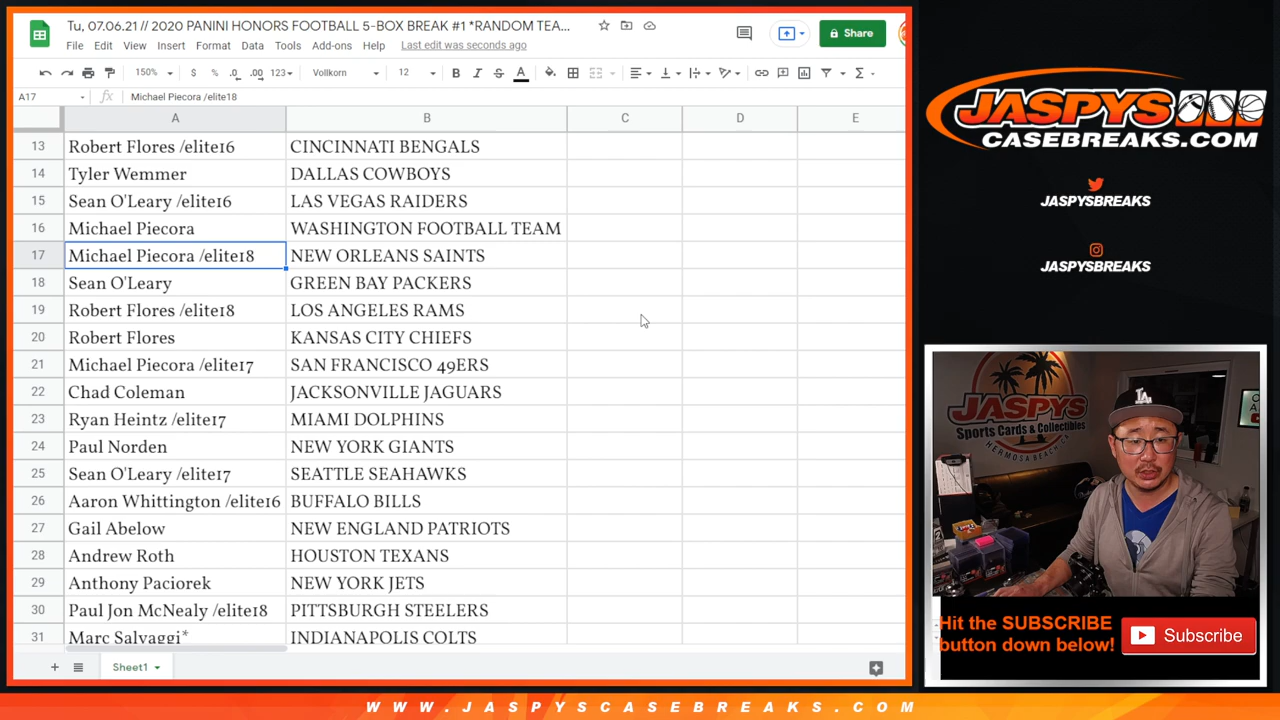 Tu, 07.06.21 // 2020 PANINI HONORS FOOTBALL 5-BOX BREAK #1 *RANDOM TEA...
File Edit View Insert Format Data Tools Add-ons Help Last edit was seconds ago
Share
150% $ % .0 .00 123 Vollkorn 12 B I S A
A17 fx Michael Piecora /elite18
A B C D E
13 Robert Flores /elite16 CINCINNATI BENGALS
14 Tyler Wemmer DALLAS COWBOYS
15 Sean O'Leary /elite16 LAS VEGAS RAIDERS
16 Michael Piecora WASHINGTON FOOTBALL TEAM
17 Michael Piecora /elite18 NEW ORLEANS SAINTS
18 Sean O'Leary GREEN BAY PACKERS
19 Robert Flores /elite18 LOS ANGELES RAMS
20 Robert Flores KANSAS CITY CHIEFS
21 Michael Piecora /elite17 SAN FRANCISCO 49ERS
22 Chad Coleman JACKSONVILLE JAGUARS
23 Ryan Heintz /elite17 MIAMI DOLPHINS
24 Paul Norden NEW YORK GIANTS
25 Sean O'Leary /elite17 SEATTLE SEAHAWKS
26 Aaron Whittington /elite16 BUFFALO BILLS
27 Gail Abelow NEW ENGLAND PATRIOTS
28 Andrew Roth HOUSTON TEXANS
29 Anthony Paciorek NEW YORK JETS
30 Paul Jon McNealy /elite18 PITTSBURGH STEELERS
31 Marc Salvaggi* INDIANAPOLIS COLTS
Sheet1
JASPYS
CASEBREAKS.COM
JASPYSBREAKS
JASPYSBREAKS
JASPYS
Sports Cards & Collectibles
HERMOSA BEACH, CA
LA
Hit the SUBSCRIBE
button down below!
Subscribe
WWW.JASPYSCASEBREAKS.COM